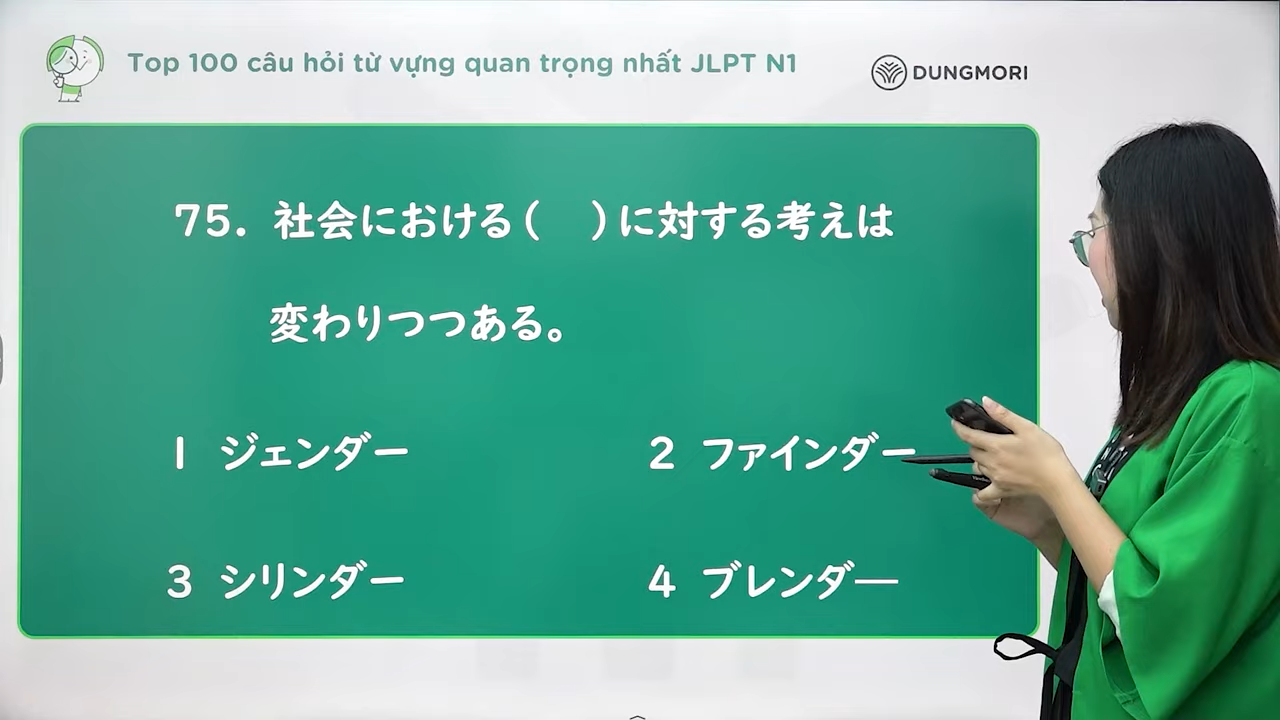 Top 100 câu hỏi từ vựng quan trọng nhất JLPT N1
DUNGMORI
75. 社会における(　)に対する考えは
変わりつつある。
1 ジェンダー
2 ファインダー
3 シリンダー
4 ブレンダー